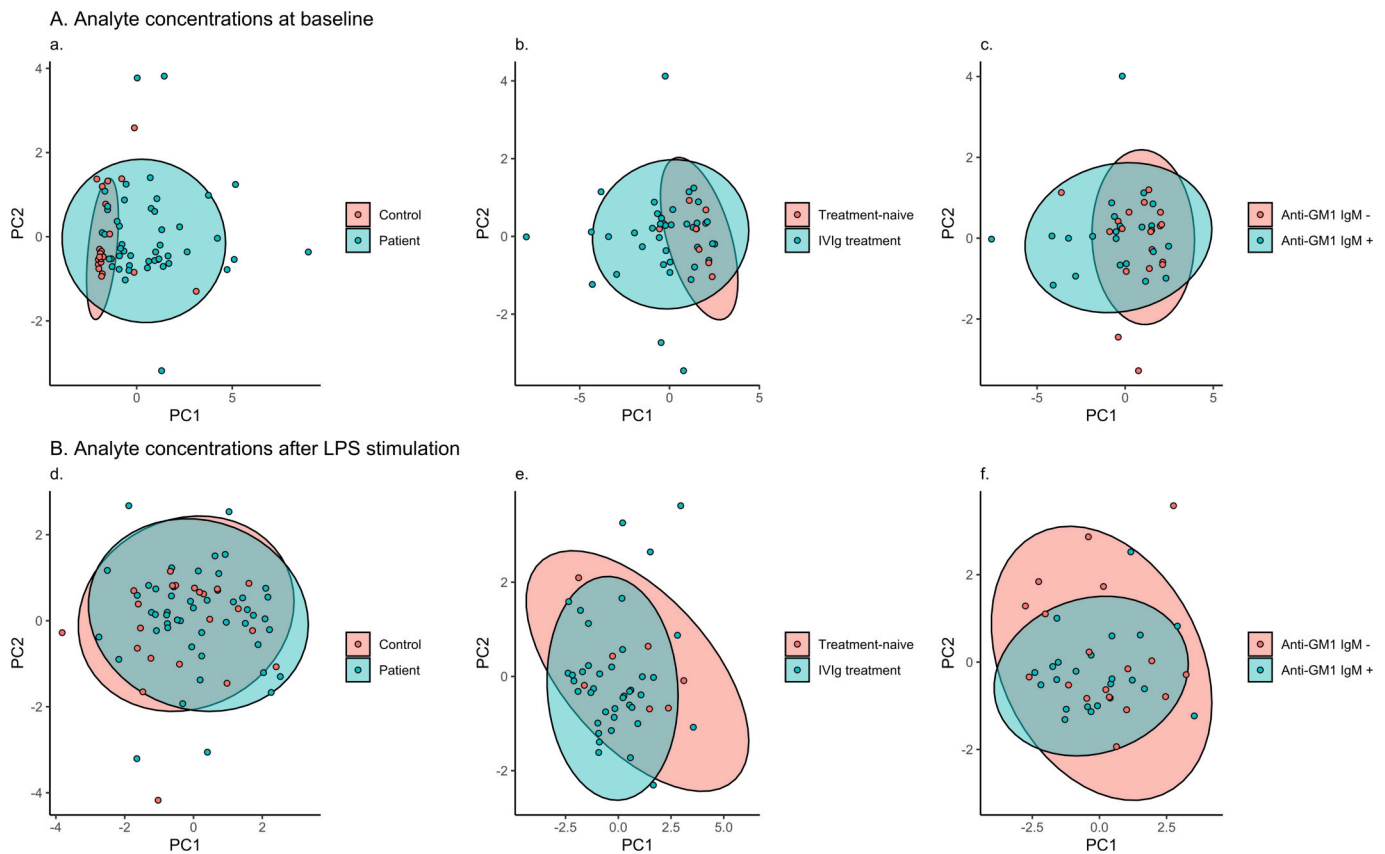 A. Analyte concentrations at baseline
a.
4
2
0
-2
PC2
0
5
PC1
Control
Patient
b.
4
2
0
-2
PC2
-5
0
5
PC1
Treatment-naive
IVIg treatment
c.
4
2
0
-2
PC2
-5
0
5
PC1
Anti-GM1 IgM -
Anti-GM1 IgM +
B. Analyte concentrations after LPS stimulation
d.
2
0
-2
-4
PC2
-4
-2
0
2
PC1
Control
Patient
e.
2
0
-2
PC2
-2.5
0.0
2.5
5.0
PC1
Treatment-naive
IVIg treatment
f.
2
0
-2
PC2
-2.5
0.0
2.5
PC1
Anti-GM1 IgM -
Anti-GM1 IgM +